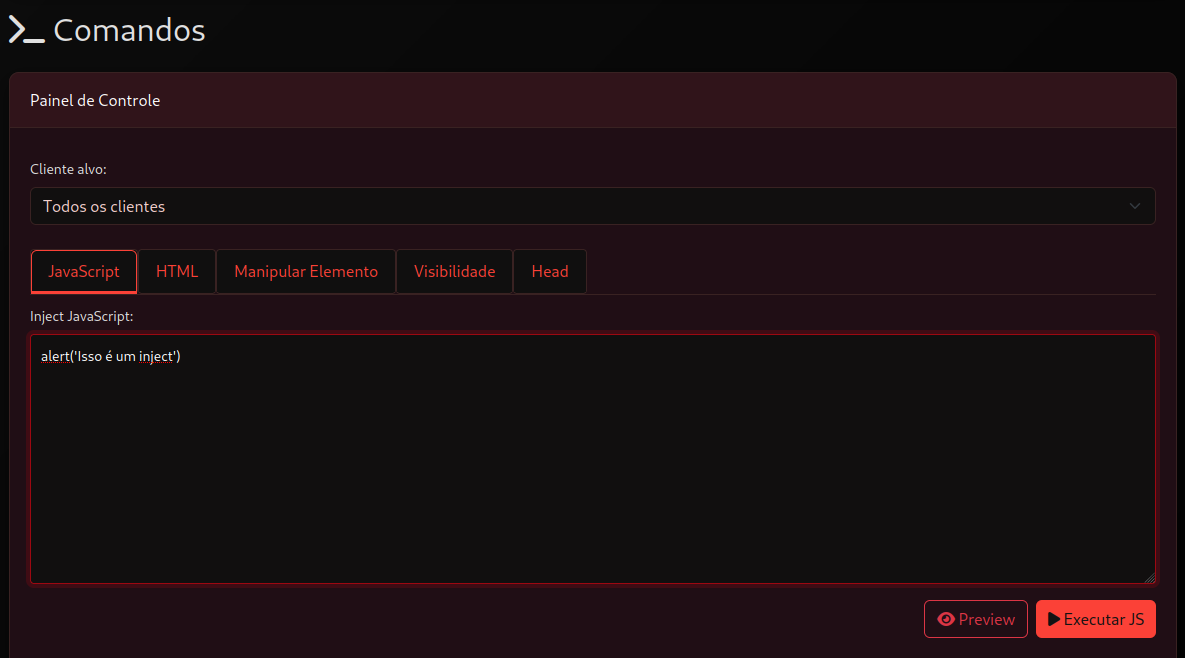 Comandos
Painel de Controle
Cliente alvo:
Todos os clientes
JavaScript HTML Manipular Elemento Visibilidade Head
Inject JavaScript:
alert('Isso é um inject')
Preview Executar JS